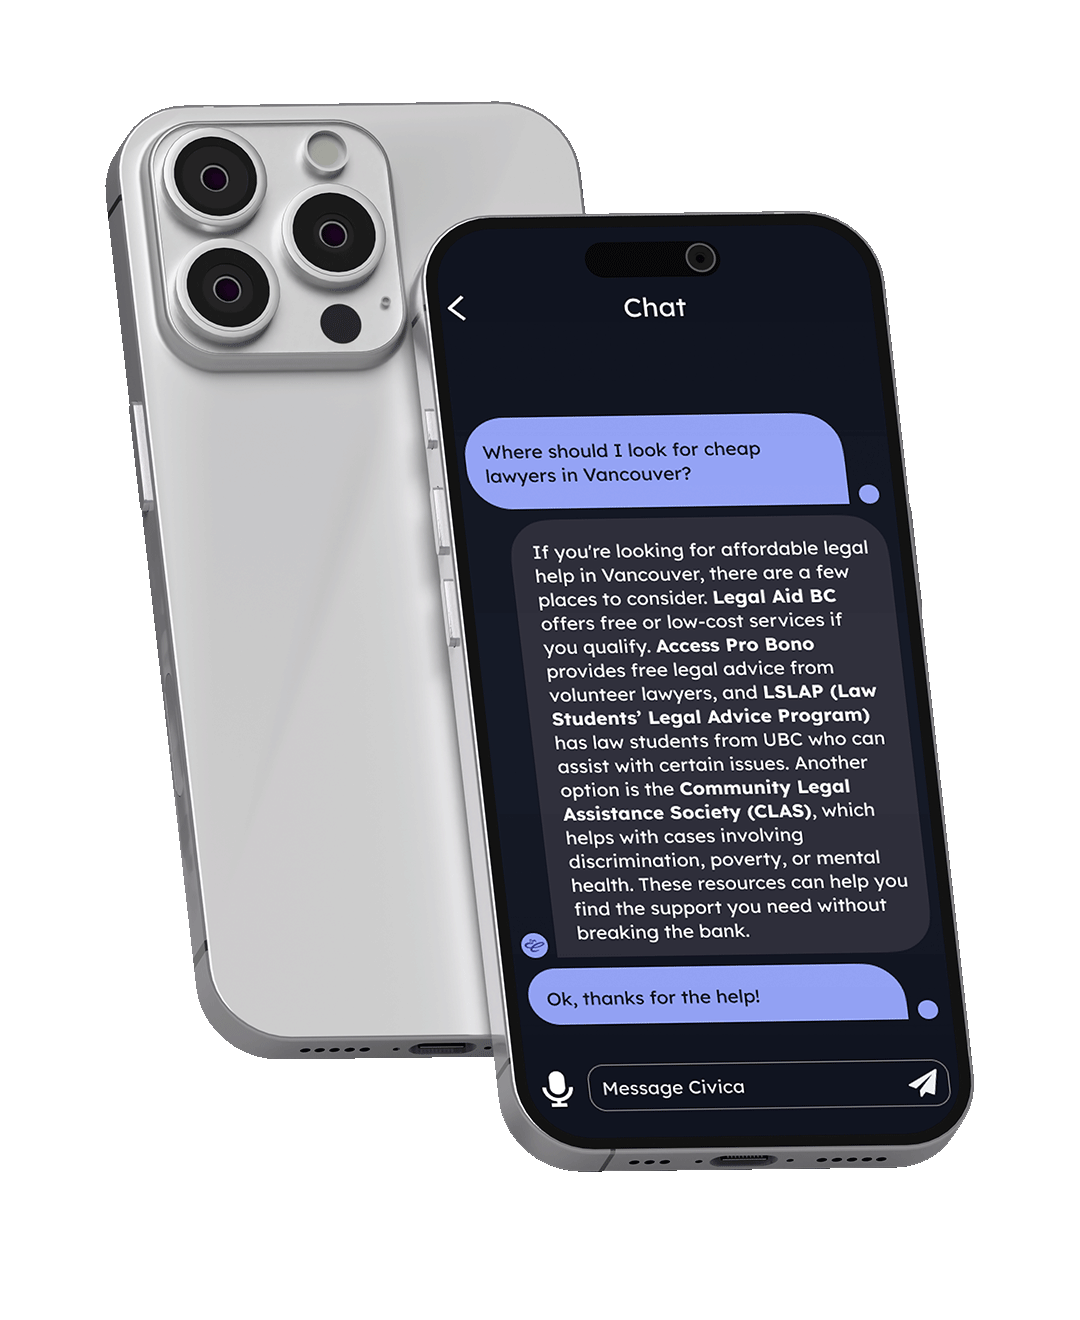 Chat
Where should I look for cheap
lawyers in Vancouver?
If you're looking for affordable legal
help in Vancouver, there are a few
places to consider. Legal Aid BC
offers free or low-cost services if
you qualify. Access Pro Bono
provides free legal advice from
volunteer lawyers, and LSLAP (Law
Students’ Legal Advice Program)
has law students from UBC who can
assist with certain issues. Another
option is the Community Legal
Assistance Society (CLAS), which
helps with cases involving
discrimination, poverty, or mental
health. These resources can help you
find the support you need without
breaking the bank.
Ok, thanks for the help!
Message Civica